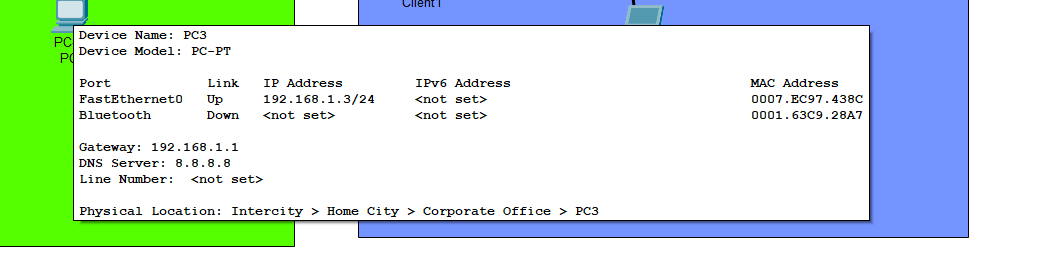 Client1
PC
PC
Device Name: PC3
Device Model: PC-PT
Port Link IP Address IPv6 Address MAC Address
FastEthernet0 Up 192.168.1.3/24 <not set> 0007.EC97.438C
Bluetooth Down <not set> <not set> 0001.63C9.28A7
Gateway: 192.168.1.1
DNS Server: 8.8.8.8
Line Number: <not set>
Physical Location: Intercity > Home City > Corporate Office > PC3